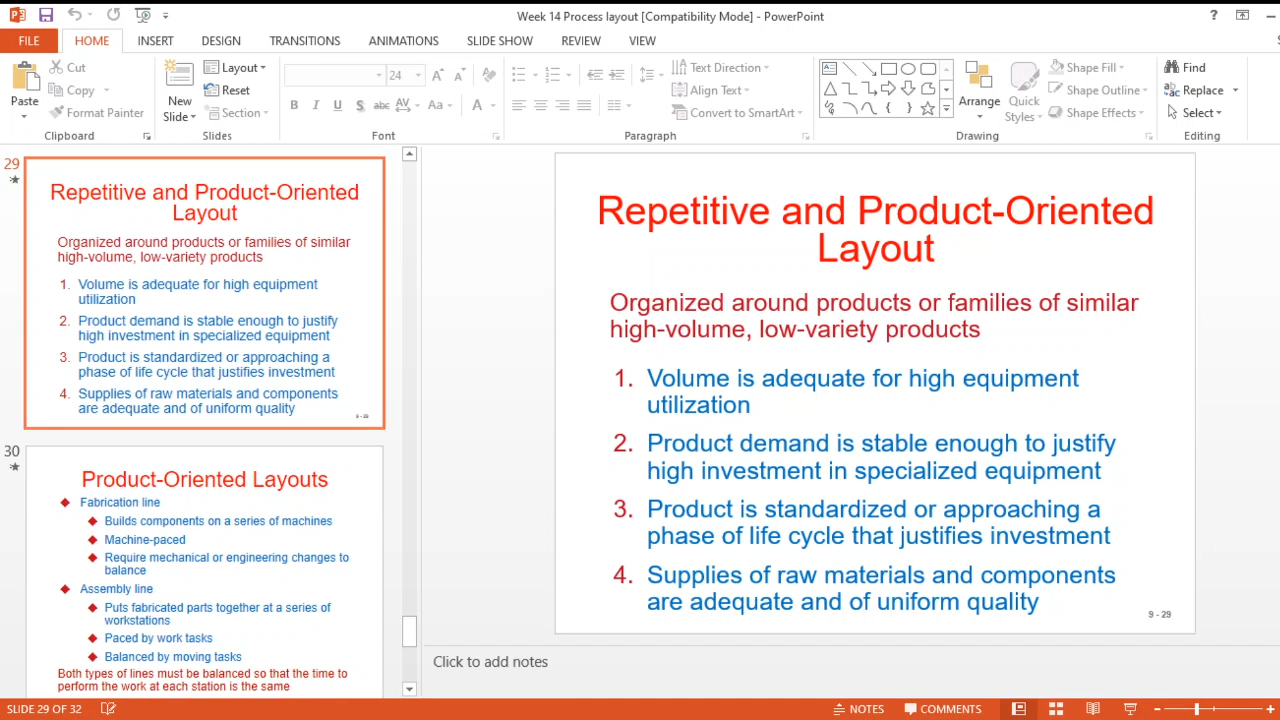 Week 14 Process layout [Compatibility Mode] - PowerPoint
FILE HOME INSERT DESIGN TRANSITIONS ANIMATIONS SLIDE SHOW REVIEW VIEW
Paste
Cut
Copy
Format Painter
Clipboard
New
Slide
Layout
Reset
Section
Slides
24
B I U S abc AV Aa A
Font
Text Direction
Align Text
Convert to SmartArt
Paragraph
Arrange
Quick
Styles
Shape Fill
Shape Outline
Shape Effects
Drawing
Find
Replace
Select
Editing
29
Repetitive and Product-Oriented
Layout
Organized around products or families of similar
high-volume, low-variety products
1. Volume is adequate for high equipment
utilization
2. Product demand is stable enough to justify
high investment in specialized equipment
3. Product is standardized or approaching a
phase of life cycle that justifies investment
4. Supplies of raw materials and components
are adequate and of uniform quality
9 - 29
30
Product-Oriented Layouts
Fabrication line
Builds components on a series of machines
Machine-paced
Require mechanical or engineering changes to
balance
Assembly line
Puts fabricated parts together at a series of
workstations
Paced by work tasks
Balanced by moving tasks
Both types of lines must be balanced so that the time to
perform the work at each station is the same
Repetitive and Product-Oriented
Layout
Organized around products or families of similar
high-volume, low-variety products
1. Volume is adequate for high equipment
utilization
2. Product demand is stable enough to justify
high investment in specialized equipment
3. Product is standardized or approaching a
phase of life cycle that justifies investment
4. Supplies of raw materials and components
are adequate and of uniform quality
9 - 29
Click to add notes
SLIDE 29 OF 32
NOTES
COMMENTS